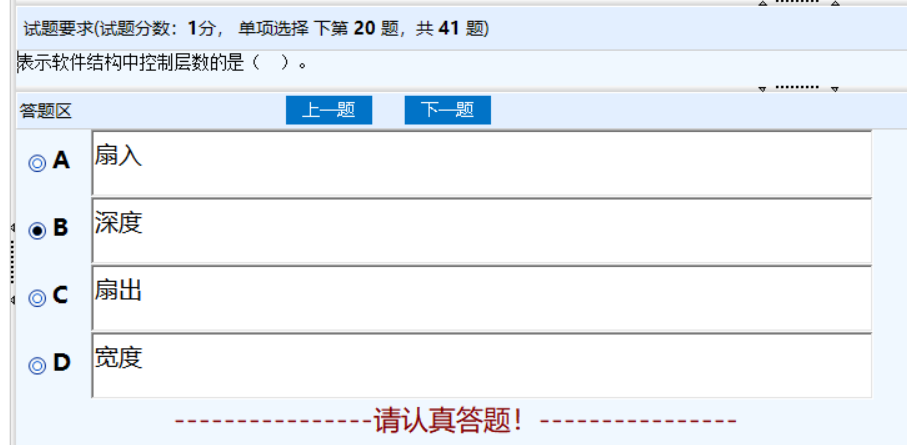 试题要求(试题分数：1分， 单项选择 下第 20 题，共 41 题)
表示软件结构中控制层数的是（  ）。
答题区 上一题 下一题
A 扇入
B 深度
C 扇出
D 宽度
----------------请认真答题！----------------